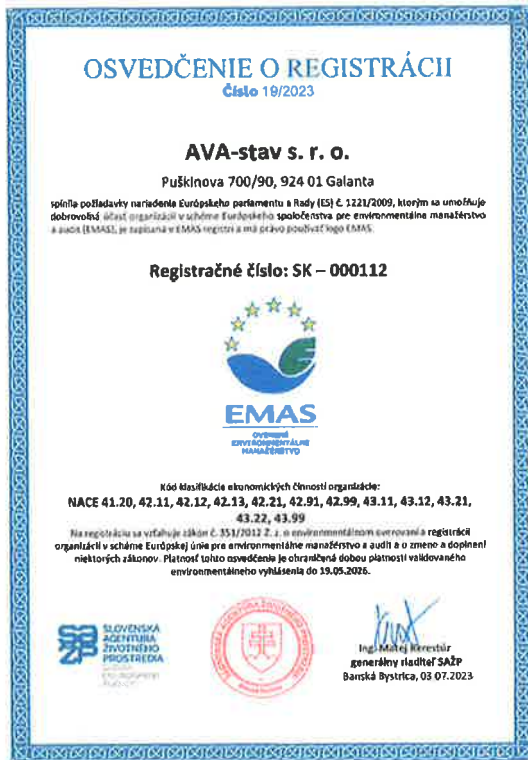 OSVEDČENIE O REGISTRÁCII
Číslo 19/2023
AVA-stav s. r. o.
Puškinova 700/90, 924 01 Galanta
spĺnila požiadavky nariadenia Európskeho parlamentu a Rady (ES) č. 1221/2009, ktorým sa umožňuje
dobrovoľná účasť organizácií v schéme Európskeho spoločenstva pre environmentálne manažérstvo
a audit (EMAS), je zapísaná v EMAS registri a má právo používať logo EMAS.
Registračné číslo: SK – 000112
EMAS
OVERENÉ
ENVIRONMENTÁLNE
MANAŽÉRSTVO
Kód klasifikácie ekonomických činností organizácie:
NACE 41.20, 42.11, 42.12, 42.13, 42.21, 42.91, 42.99, 43.11, 43.12, 43.21,
43.22, 43.99
Na registráciu sa vzťahuje zákon č. 351/2012 Z. z. o environmentálnom overovaní a registrácii
organizácií v schéme Európskej únie pre environmentálne manažérstvo a audit a o zmene a doplnení
niektorých zákonov. Platnosť tohto osvedčenia je ohraničená dobou platnosti validovaného
environmentálneho vyhlásenia do 19.05.2026.
SLOVENSKÁ
AGENTÚRA
ŽIVOTNÉHO
PROSTREDIA
Ing. Matej Kerestúr
generálny riaditeľ SAŽP
Banská Bystrica, 03.07.2023